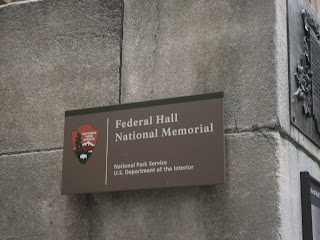 Federal Hall
National Memorial
National Park Service
U.S. Department of the Interior